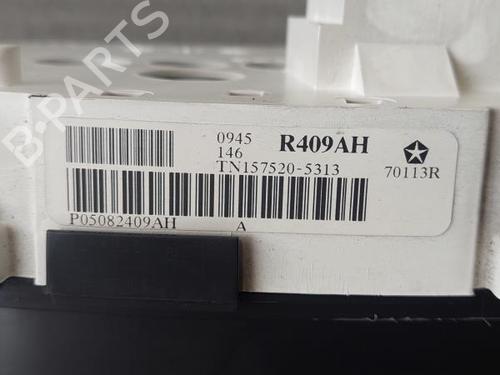 0945
R409AH
146
TN157520-5313
70113R
P05082409AH
A
B-PARTS